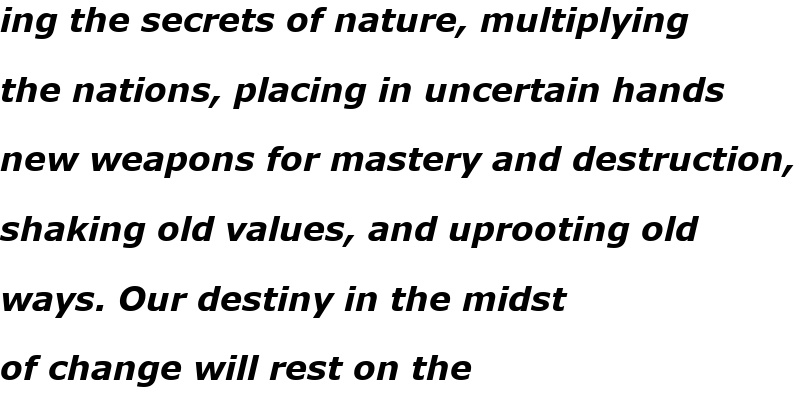 ing the secrets of nature, multiplying
the nations, placing in uncertain hands
new weapons for mastery and destruction,
shaking old values, and uprooting old
ways. Our destiny in the midst
of change will rest on the